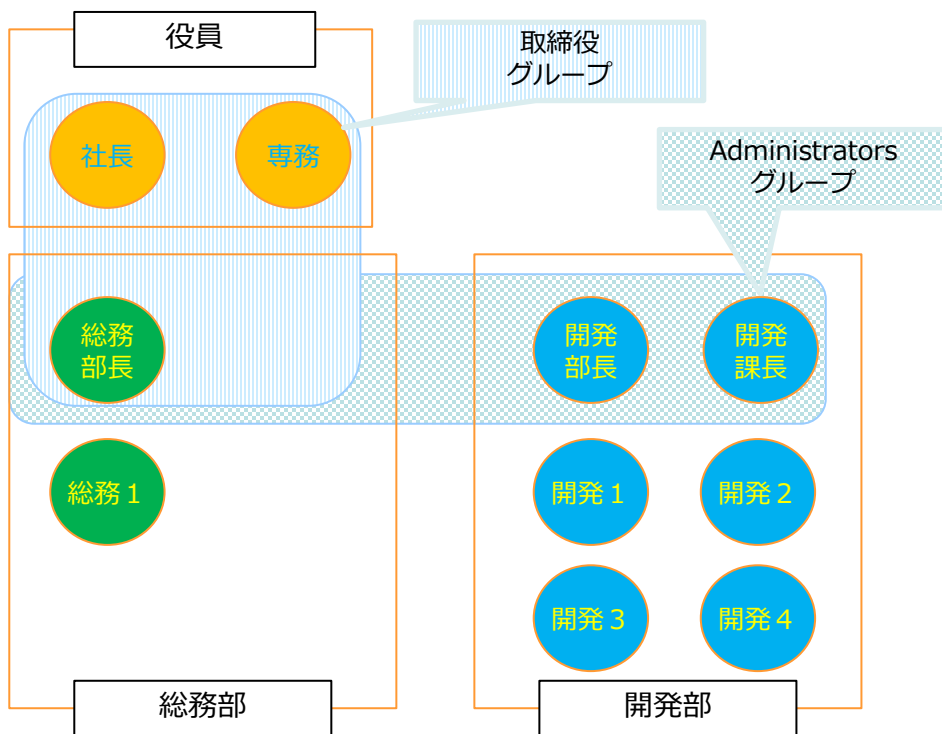 役員
取締役
グループ
社長
専務
Administrators
グループ
総務
部長
開発
部長
開発
課長
総務１
開発１
開発２
開発３
開発４
総務部
開発部